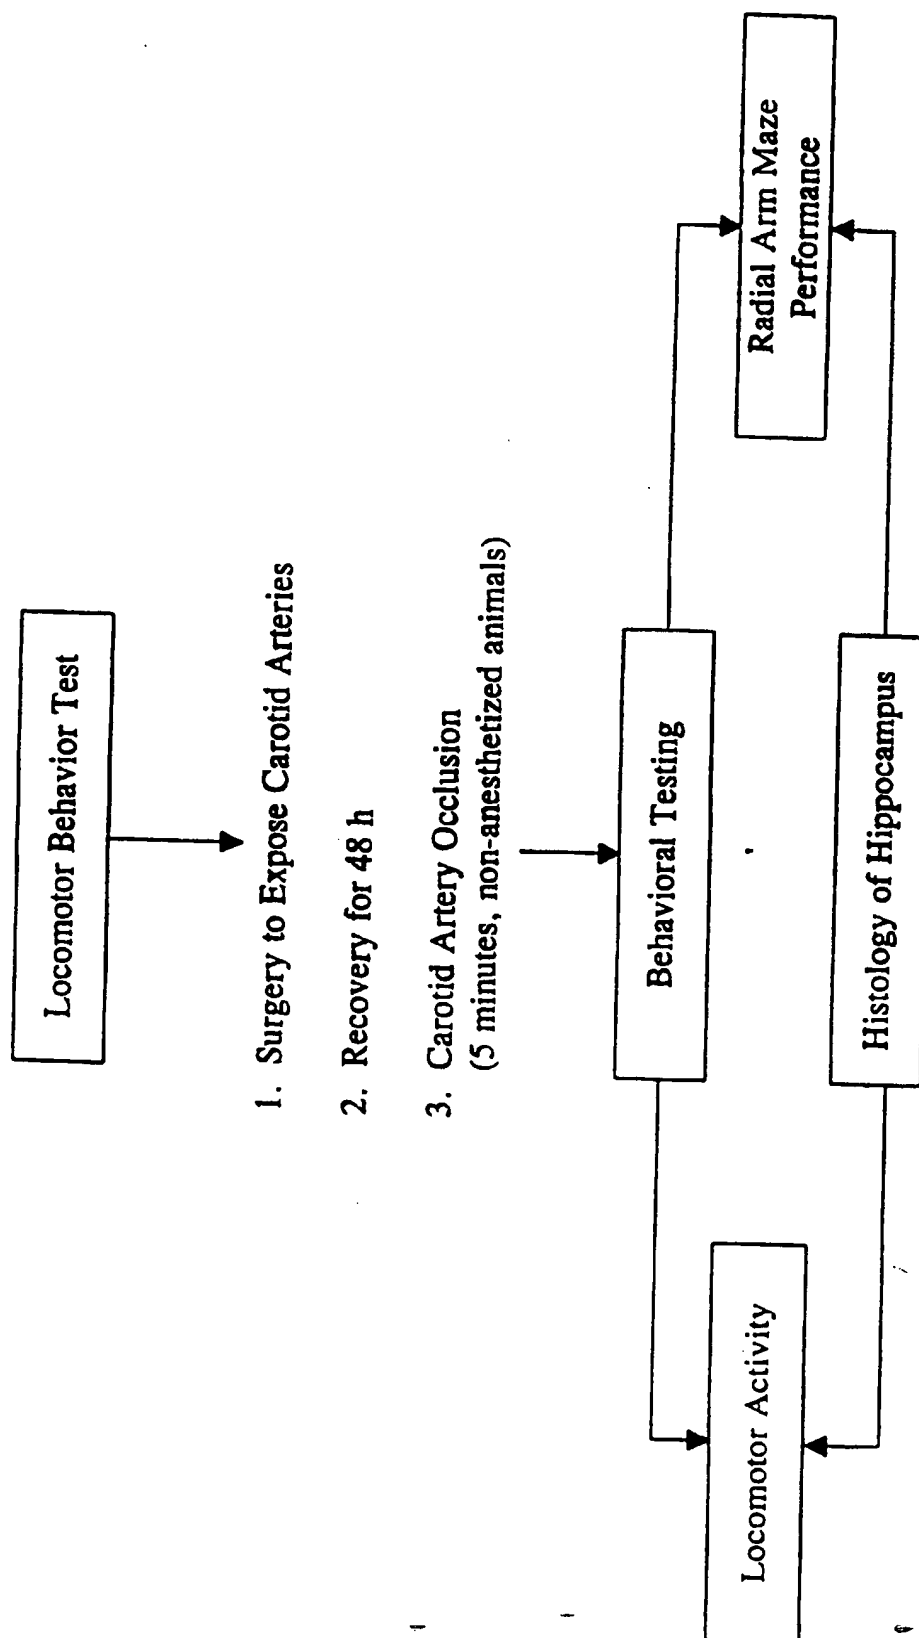 Locomotor Behavior Test
1. Surgery to Expose Carotid Arteries
2. Recovery for 48 h
3. Carotid Artery Occlusion
(5 minutes, non-anesthetized animals)
Behavioral Testing
Locomotor Activity
Radial Arm Maze
Performance
Histology of Hippocampus